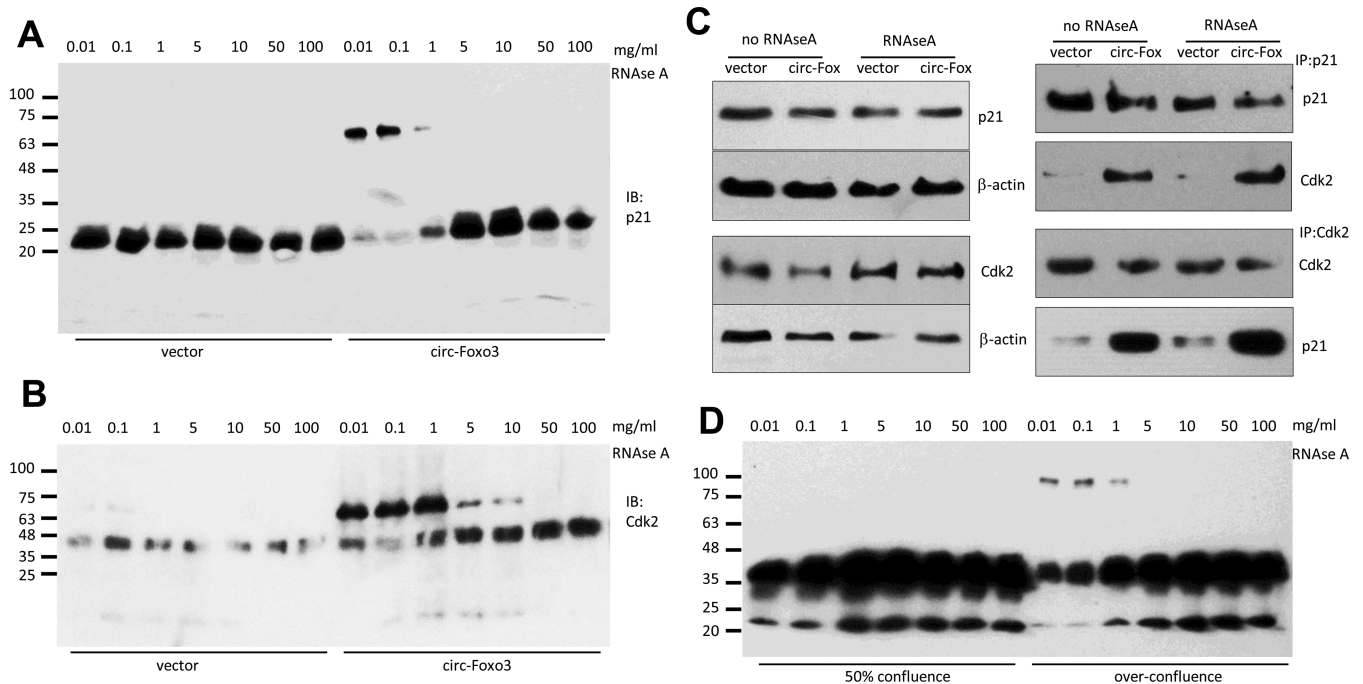 A
0.01 0.1 1 5 10 50 100 0.01 0.1 1 5 10 50 100 mg/ml
RNAse A
100
75
63
48
35
25
20
IB:
p21
vector circ-Foxo3
B
0.01 0.1 1 5 10 50 100 0.01 0.1 1 5 10 50 100 mg/ml
RNAse A
100
75
63
48
35
25
IB:
Cdk2
vector circ-Foxo3
C
no RNAseA RNAseA
vector circ-Fox vector circ-Fox
p21
β-actin
Cdk2
β-actin
no RNAseA RNAseA
vector circ-Fox vector circ-Fox
IP:p21
p21
Cdk2
IP:Cdk2
Cdk2
p21
D
0.01 0.1 1 5 10 50 100 0.01 0.1 1 5 10 50 100 mg/ml
RNAse A
100
75
63
48
35
25
20
50% confluence over-confluence